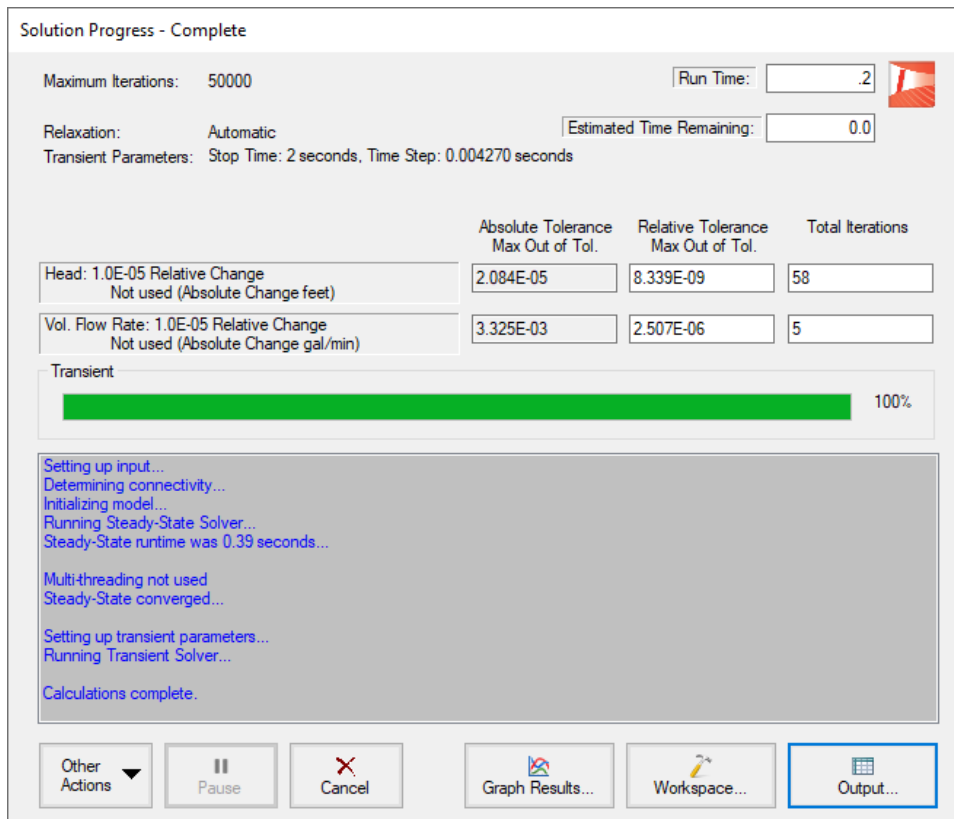 Solution Progress - Complete
Maximum Iterations: 50000
Run Time: .2
Relaxation: Automatic
Estimated Time Remaining: 0.0
Transient Parameters: Stop Time: 2 seconds, Time Step: 0.004270 seconds
Absolute Tolerance Relative Tolerance Total Iterations
Max Out of Tol. Max Out of Tol.
Head: 1.0E-05 Relative Change
Not used (Absolute Change feet)
2.084E-05 8.339E-09 58
Vol. Flow Rate: 1.0E-05 Relative Change
Not used (Absolute Change gal/min)
3.325E-03 2.507E-06 5
Transient
100%
Setting up input...
Determining connectivity...
Initializing model...
Running Steady-State Solver...
Steady-State runtime was 0.39 seconds...
Multi-threading not used
Steady-State converged...
Setting up transient parameters...
Running Transient Solver...
Calculations complete.
Other
Actions
Pause
Cancel
Graph Results...
Workspace...
Output...